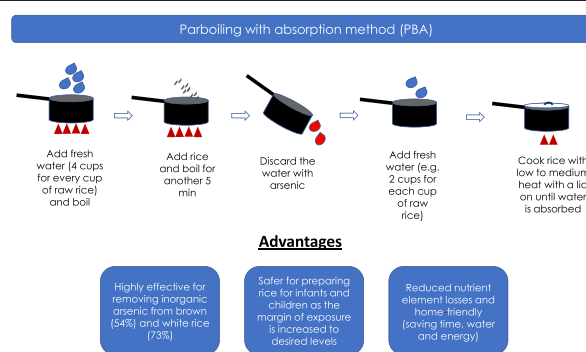 Parboiling with absorption method (PBA)
Add fresh
water (4 cups
for every cup
of raw rice)
and boil
Add rice
and boil for
another 5
min
Discard the
water with
arsenic
Add fresh
water (e.g.
2 cups for
each cup
of raw
rice)
Cook rice with
low to medium
heat with a lid
on until water
is absorbed
Advantages
Highly effective for
removing inorganic
arsenic from brown
(54%) and white rice
(73%)
Safer for preparing
rice for infants and
children as the
margin of exposure
is increased to
desired levels
Reduced nutrient
element losses and
home-friendly
(saving time, water
and energy)